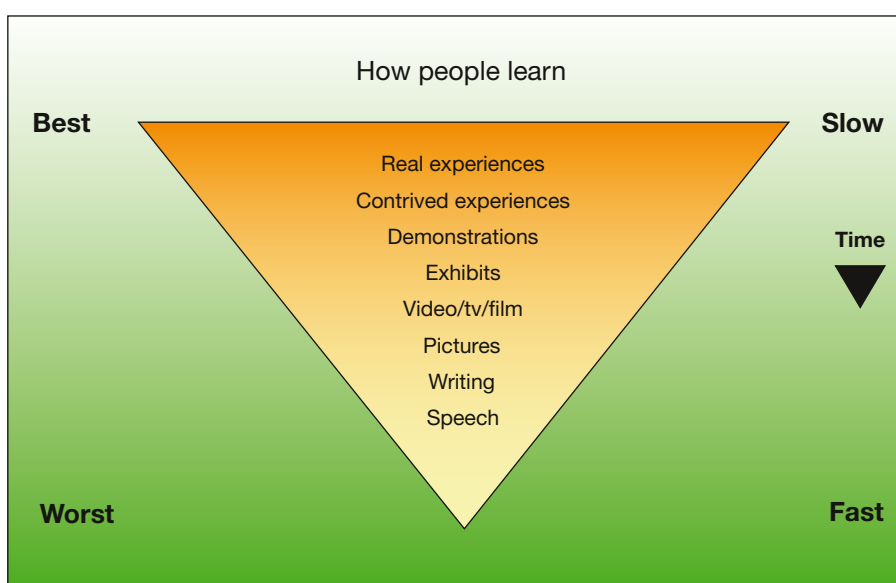 How people learn
Best
Slow
Real experiences
Contrived experiences
Demonstrations
Time
Exhibits
Video/tv/film
Pictures
Writing
Speech
Worst
Fast